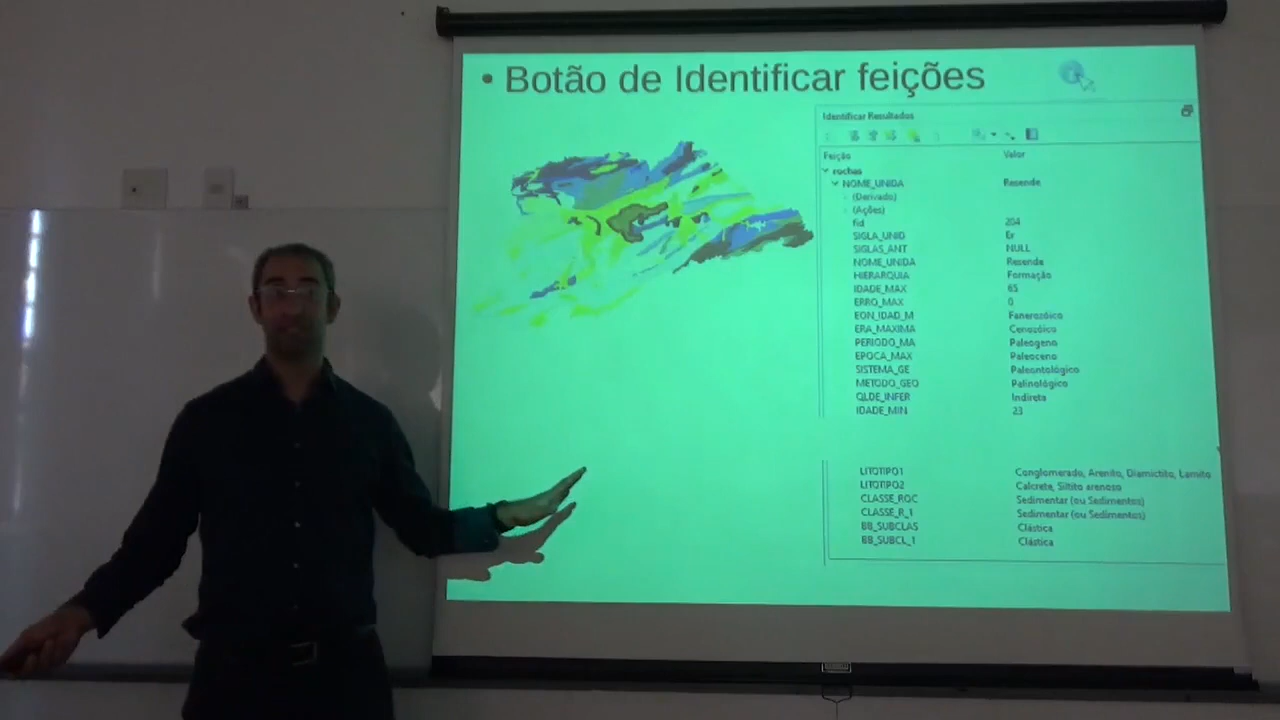 • Botão de Identificar feições
Identificar Resultados
Feição Valor
rochas
NOME_UNIDA Resende
(Derivado)
(Ações)
fid 204
SIGLA_UNID Er
SIGLAS_ANT NULL
NOME_UNIDA Resende
HIERARQUIA Formação
IDADE_MAX 65
ERRO_MAX 0
EON_IDAD_M Fanerozóico
ERA_MAXIMA Cenozóico
PERIODO_MA Paleogeno
EPOCA_MAX Paleoceno
SISTEMA_GE Paleontológico
METODO_GEO Palinológico
QLDE_INFER Indireta
IDADE_MIN 23
LITOTIPO1 Conglomerado, Arenito, Diamictito, Lamito
LITOTIPO2 Calcrete, Siltito arenoso
CLASSE_ROC Sedimentar (ou Sedimentos)
CLASSE_R_1 Sedimentar (ou Sedimentos)
BB_SUBCLAS Clástica
BB_SUBCL_1 Clástica